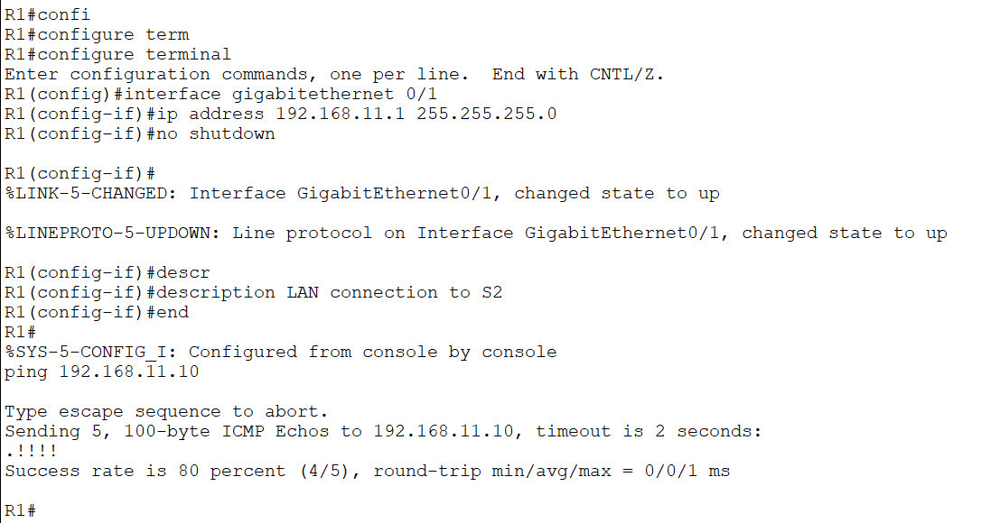 R1#confi
R1#configure term
R1#configure terminal
Enter configuration commands, one per line.  End with CNTL/Z.
R1(config)#interface gigabitethernet 0/1
R1(config-if)#ip address 192.168.11.1 255.255.255.0
R1(config-if)#no shutdown
R1(config-if)#
%LINK-5-CHANGED: Interface GigabitEthernet0/1, changed state to up
%LINEPROTO-5-UPDOWN: Line protocol on Interface GigabitEthernet0/1, changed state to up
R1(config-if)#descr
R1(config-if)#description LAN connection to S2
R1(config-if)#end
R1#
%SYS-5-CONFIG_I: Configured from console by console
ping 192.168.11.10
Type escape sequence to abort.
Sending 5, 100-byte ICMP Echos to 192.168.11.10, timeout is 2 seconds:
.!!!!
Success rate is 80 percent (4/5), round-trip min/avg/max = 0/0/1 ms
R1#